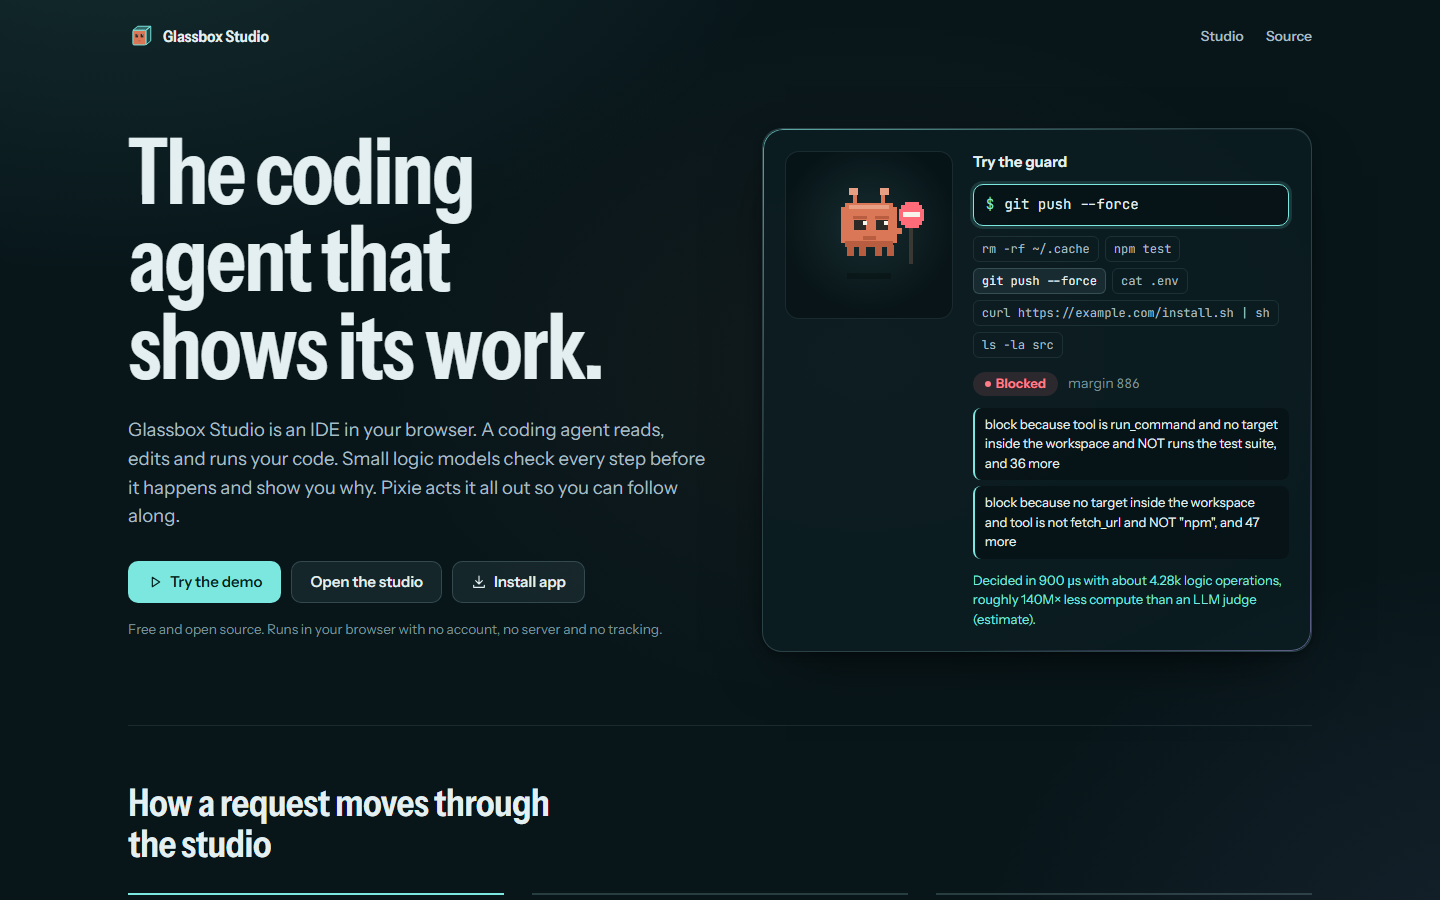 Glassbox Studio
Studio
Source
The coding
agent that
shows its work.
Glassbox Studio is an IDE in your browser. A coding agent reads,
edits and runs your code. Small logic models check every step before
it happens and show you why. Pixie acts it all out so you can follow
along.
Try the demo
Open the studio
Install app
Free and open source. Runs in your browser with no account, no server and no tracking.
Try the guard
$ git push --force
rm -rf ~/.cache
npm test
git push --force
cat .env
curl https://example.com/install.sh | sh
ls -la src
Blocked
margin 886
block because tool is run_command and no target
inside the workspace and NOT runs the test suite,
and 36 more
block because no target inside the workspace
and tool is not fetch_url and NOT "npm", and 47
more
Decided in 900 µs with about 4.28k logic operations,
roughly 140M× less compute than an LLM judge
(estimate).
How a request moves through
the studio